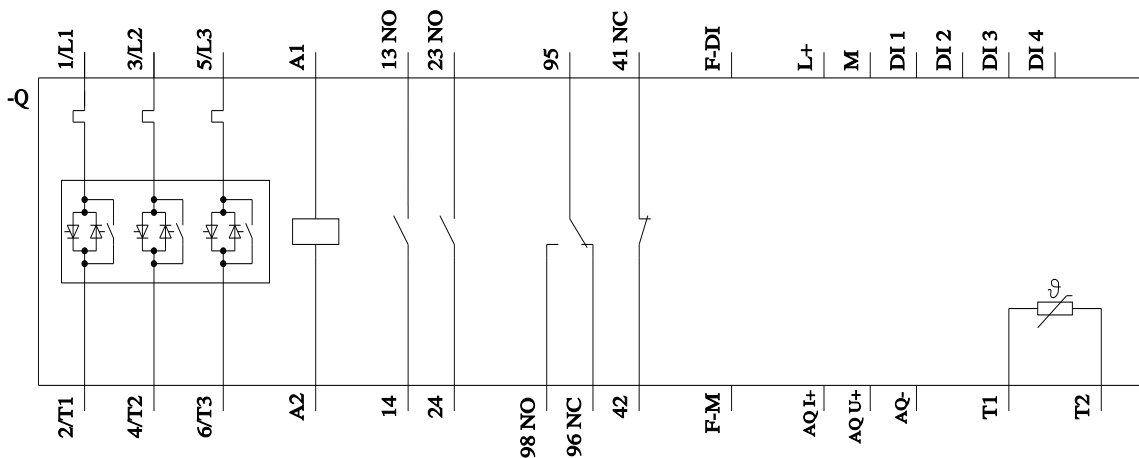 1/L1
3/L2
5/L3
A1
13 NO
23 NO
95
41 NC
F-DI
L+
M
DI 1
DI 2
DI 3
DI 4
-Q
ϑ
2/T1
4/T2
6/T3
A2
14
24
98 NO
96 NC
42
F-M
AQ I+
AQ U+
AQ-
T1
T2